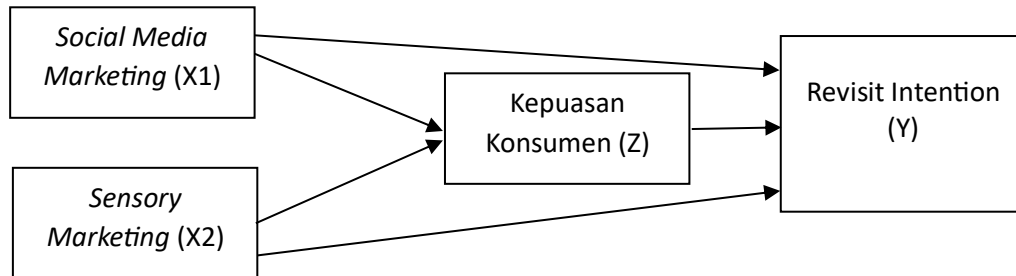 Social Media
Marketing (X1)
Kepuasan
Konsumen (Z)
Revisit Intention
(Y)
Sensory
Marketing (X2)